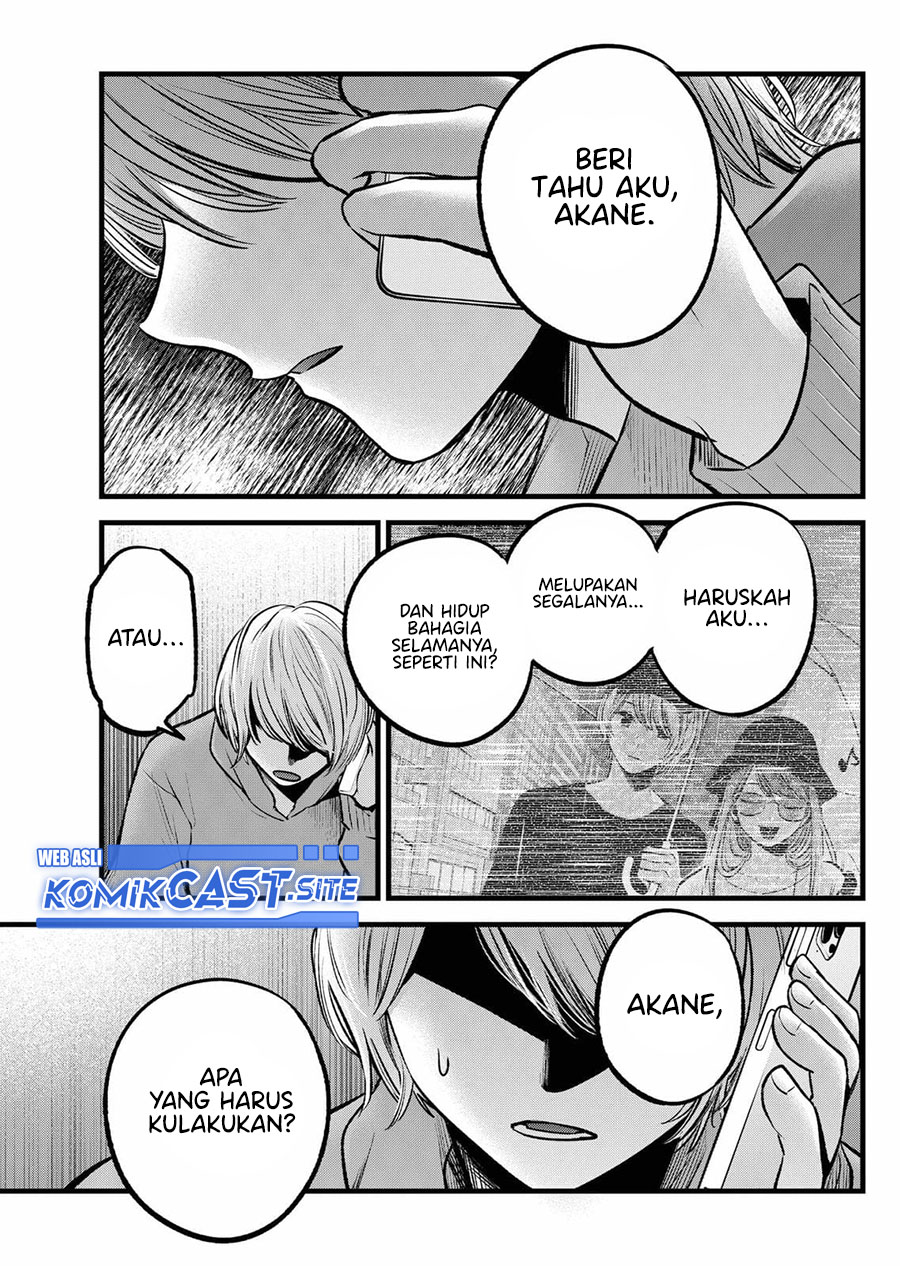 BERI
TAHU AKU,
AKANE.
HARUSKAH
AKU...
MELUPAKAN
SEGALANYA...
DAN HIDUP
BAHAGIA
SELAMANYA,
SEPERTI INI?
ATAU...
WEB ASLI
KOMIKCAST.SITE
AKANE,
APA
YANG HARUS
KULAKUKAN?